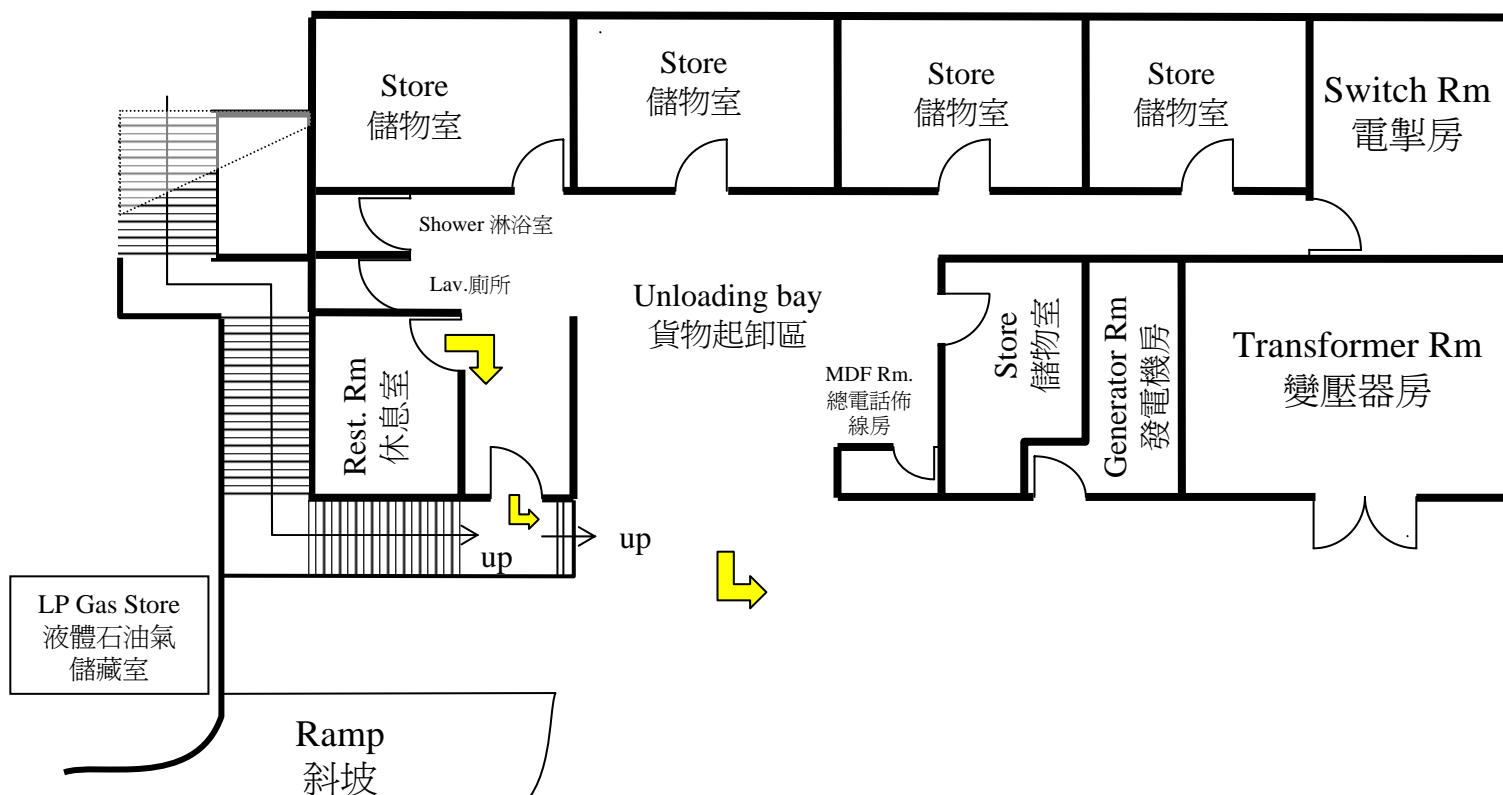 Store
儲物室
Store
儲物室
Store
儲物室
Store
儲物室
Switch Rm
電掣房
Shower 淋浴室
Lav.廁所
Unloading bay
貨物起卸區
Rest. Rm
休息室
MDF Rm.
總電話佈
線房
Store
儲物室
Generator Rm
發電機房
Transformer Rm
變壓器房
up
up
LP Gas Store
液體石油氣
儲藏室
Ramp
斜坡